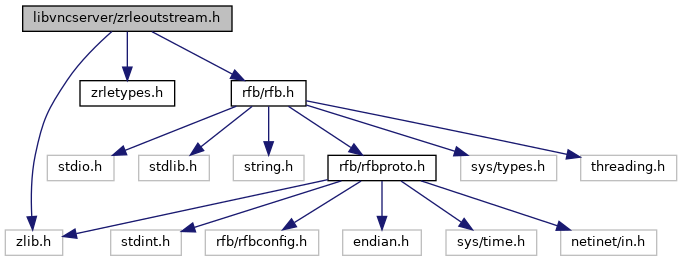 libvncserver/zrleoutstream.h
zrletypes.h
rfb/rfb.h
stdio.h
stdlib.h
string.h
rfb/rfbproto.h
sys/types.h
threading.h
zlib.h
stdint.h
rfb/rfbconfig.h
endian.h
sys/time.h
netinet/in.h